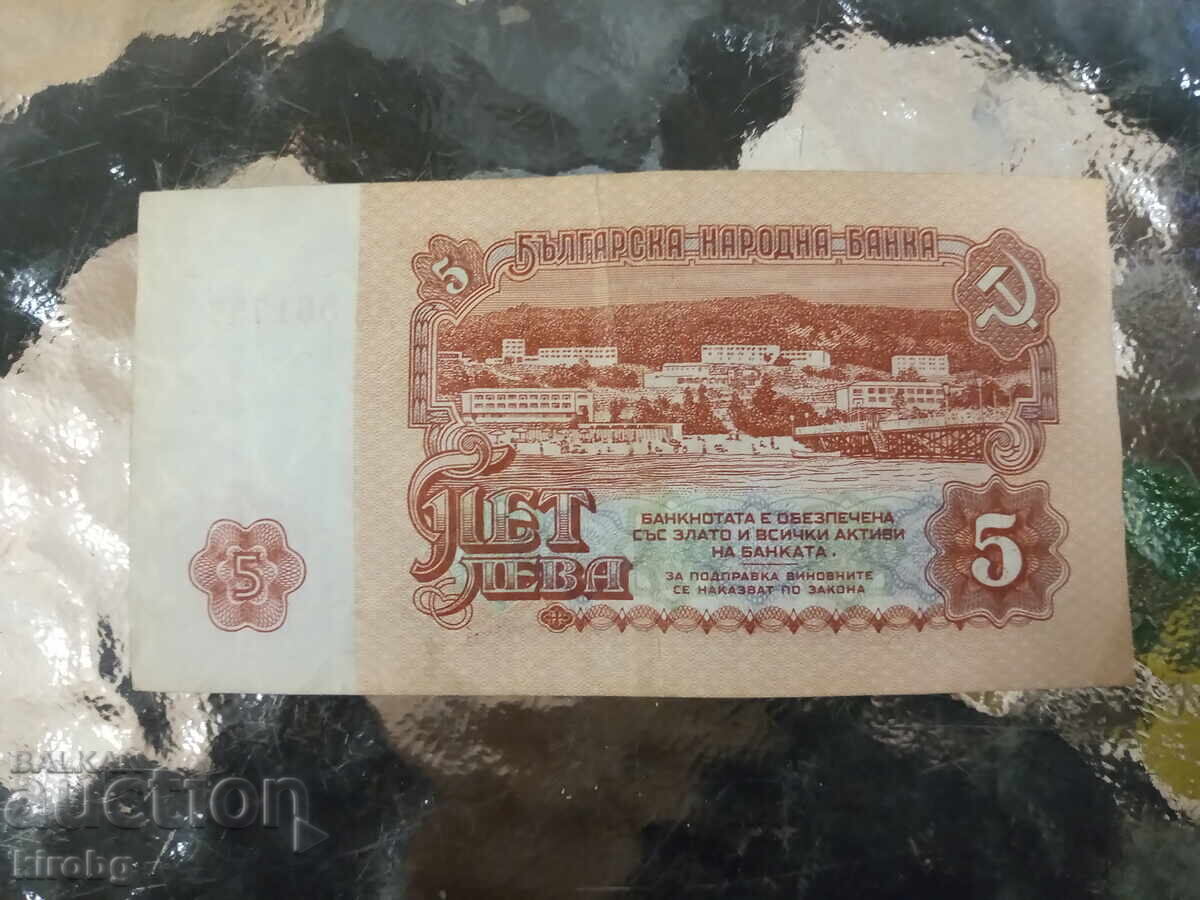 БЪЛГАРСКА НАРОДНА БАНКА
5
ПЕТ
ЛЕВА
БАНКНОТАТА Е ОБЕЗПЕЧЕНА
СЪС ЗЛАТО И ВСИЧКИ АКТИВИ
НА БАНКАТА.
ЗА ПОДПРАВКА ВИНОВНИТЕ
СЕ НАКАЗВАТ ПО ЗАКОНА
5
5
BALKAN
auction
kirobg